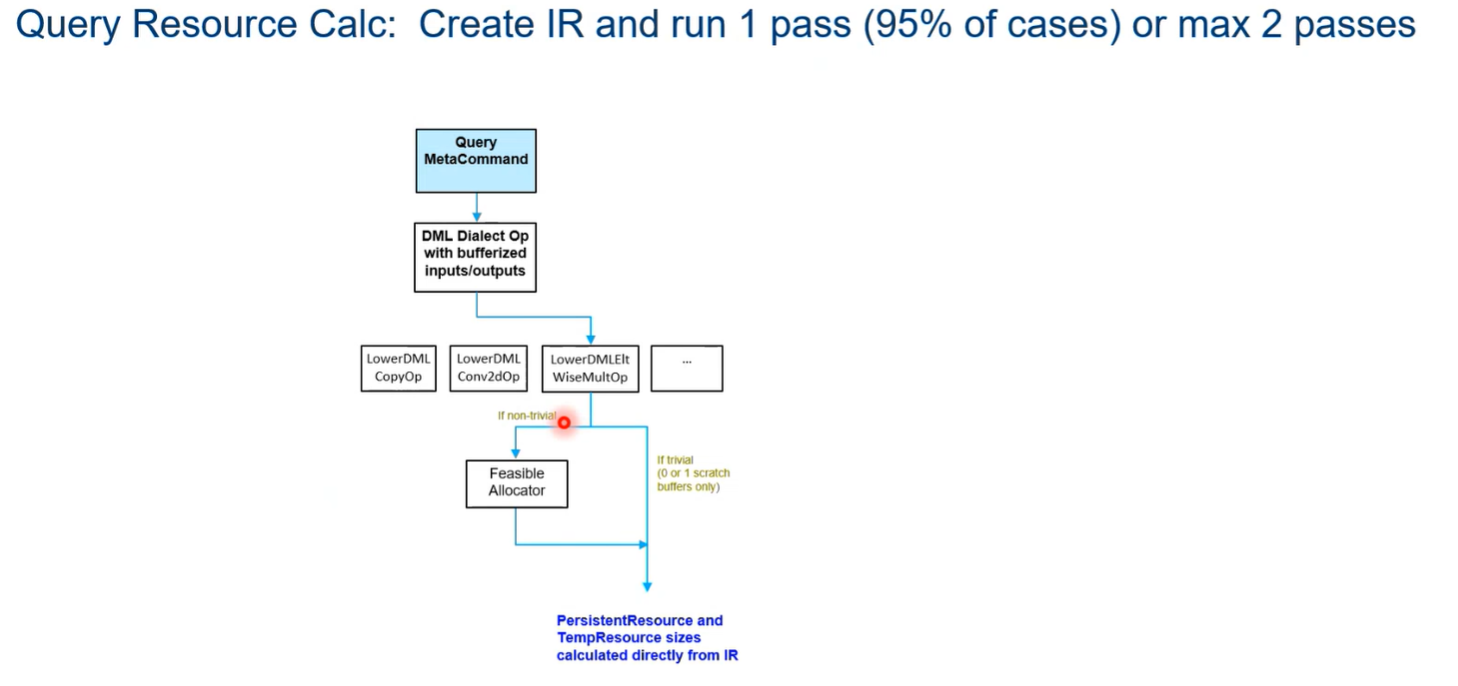 Query Resource Calc:  Create IR and run 1 pass (95% of cases) or max 2 passes
Query
MetaCommand
DML Dialect Op
with bufferized
inputs/outputs
LowerDML
CopyOp
LowerDML
Conv2dOp
LowerDMLElt
WiseMultOp
...
If non-trivial
If trivial
(0 or 1 scratch
buffers only)
Feasible
Allocator
PersistentResource and
TempResource sizes
calculated directly from IR